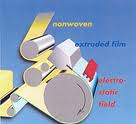 nonwoven
extruded film
electro-
static
field